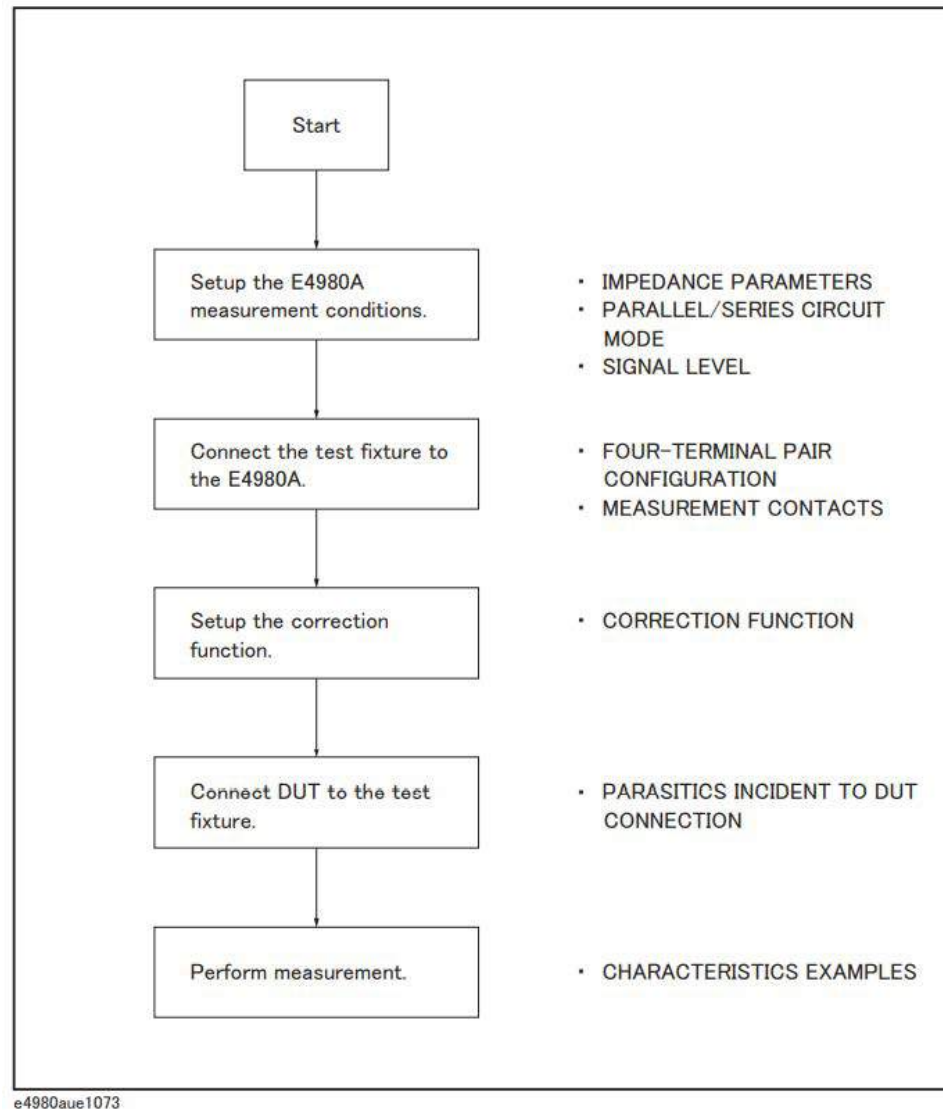 Start
Setup the E4980A
measurement conditions.
· IMPEDANCE PARAMETERS
· PARALLEL/SERIES CIRCUIT
MODE
· SIGNAL LEVEL
Connect the test fixture to
the E4980A.
· FOUR-TERMINAL PAIR
CONFIGURATION
· MEASUREMENT CONTACTS
Setup the correction
function.
· CORRECTION FUNCTION
Connect DUT to the test
fixture.
· PARASITICS INCIDENT TO DUT
CONNECTION
Perform measurement.
· CHARACTERISTICS EXAMPLES
e4980aue1073